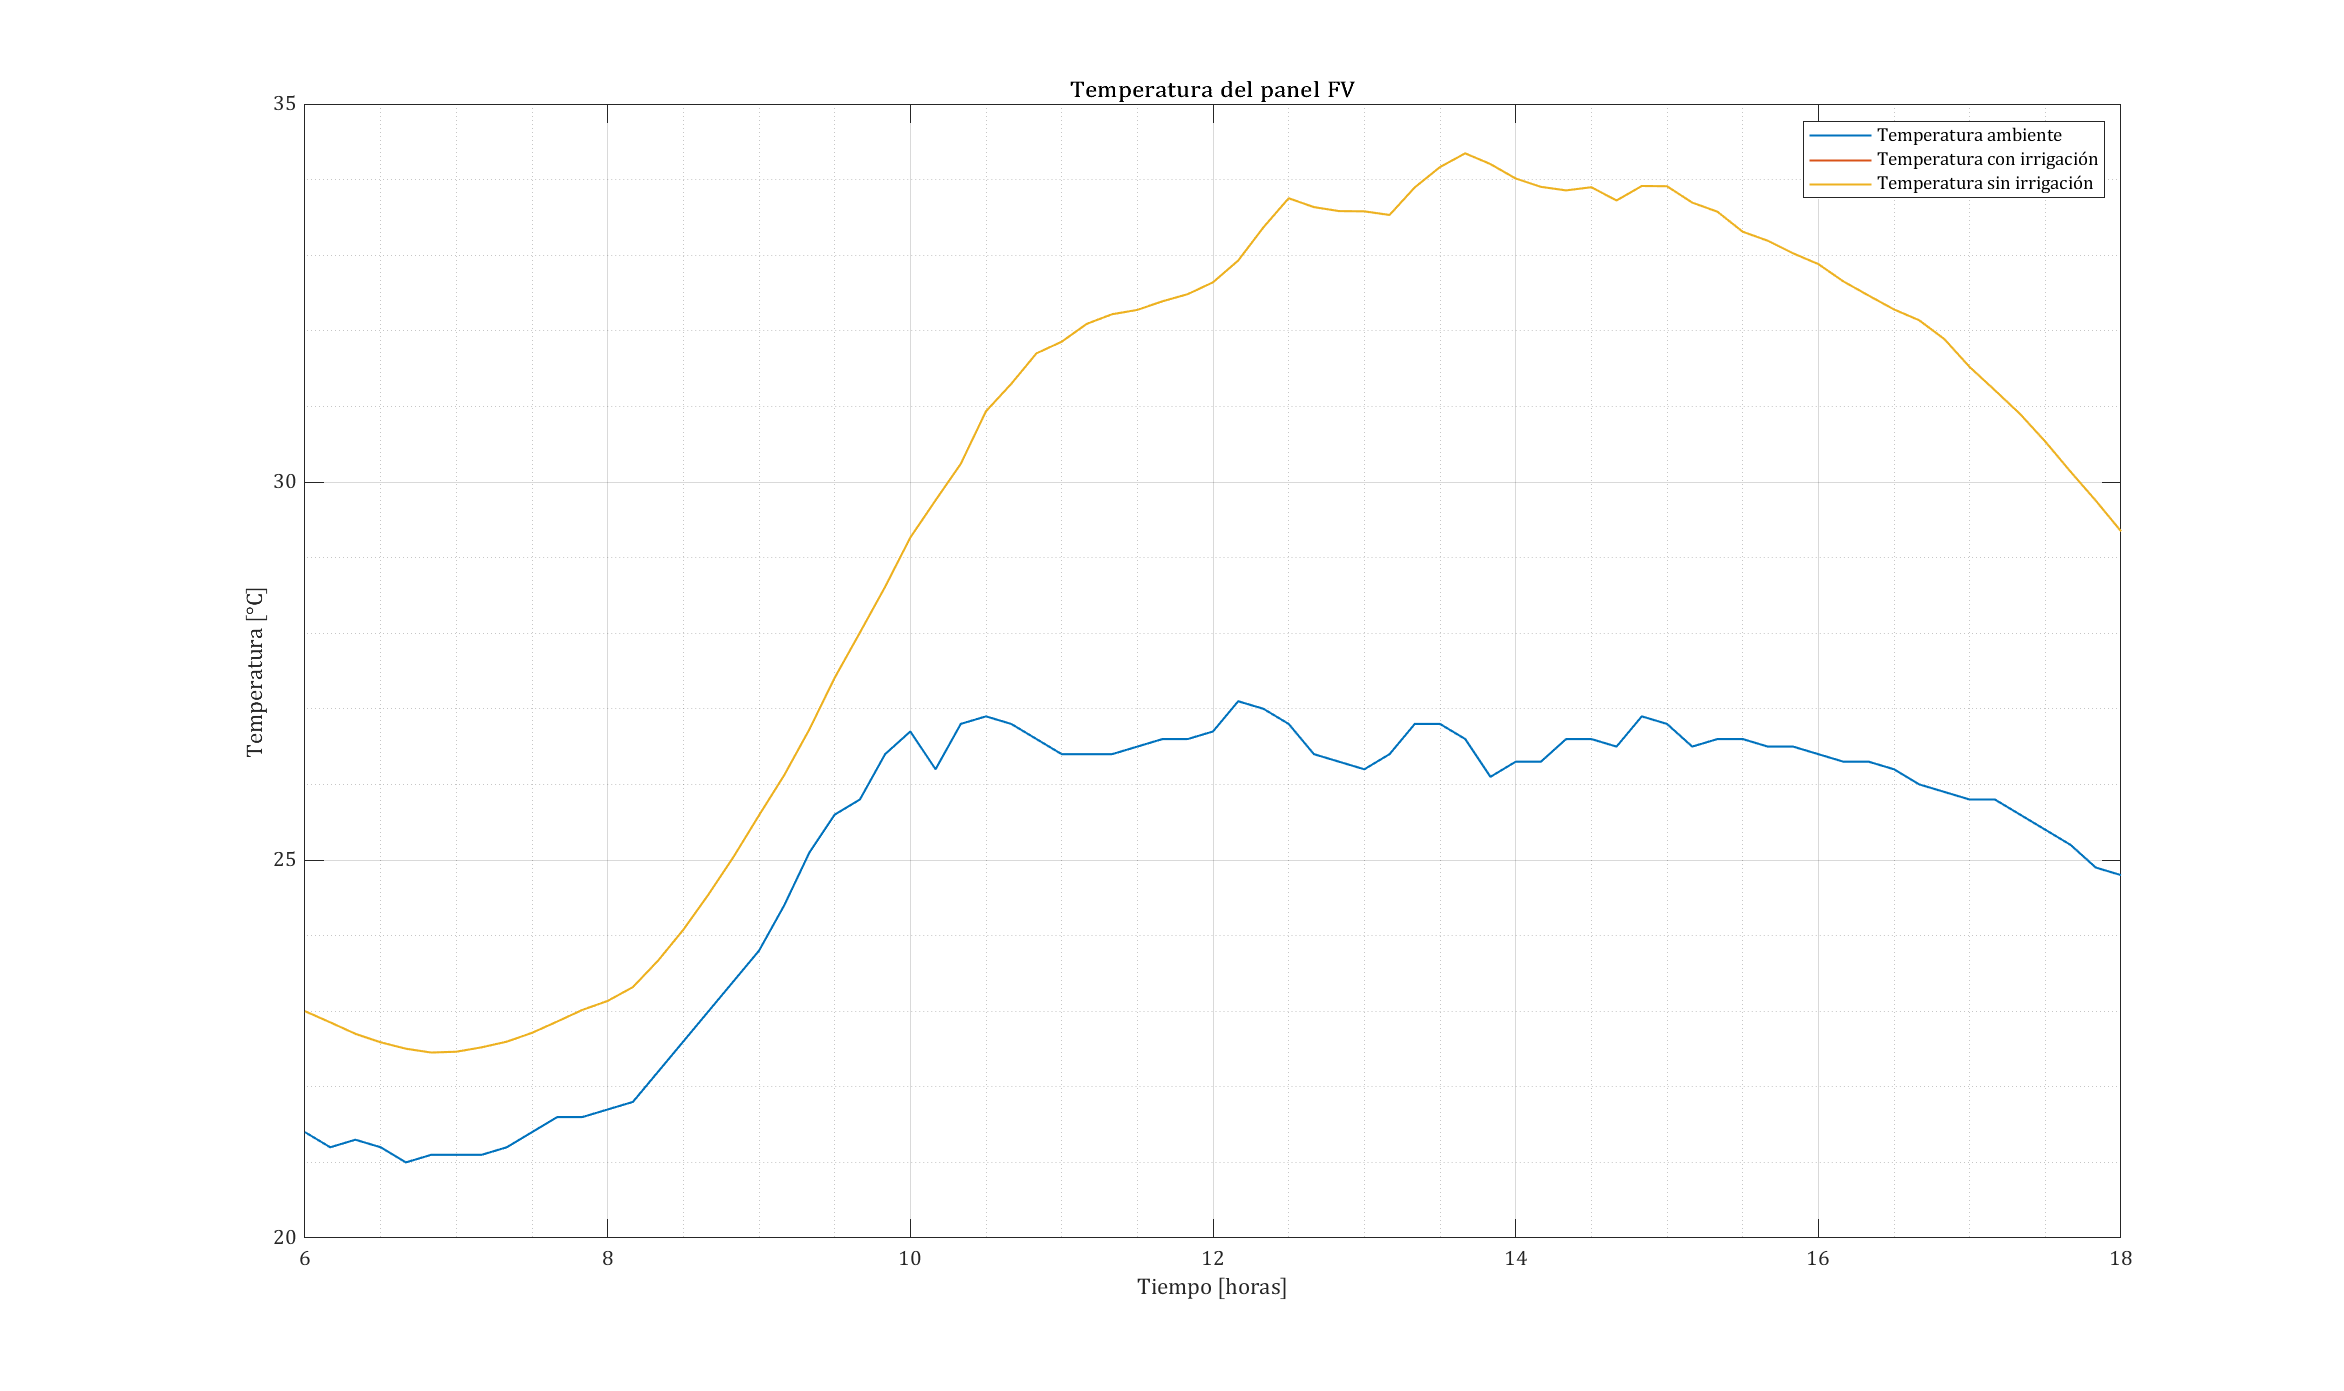 Temperatura del panel FV
35
Temperatura ambiente
Temperatura con irrigación
Temperatura sin irrigación
30
Temperatura [°C]
25
20
6 8 10 12 14 16 18
Tiempo [horas]